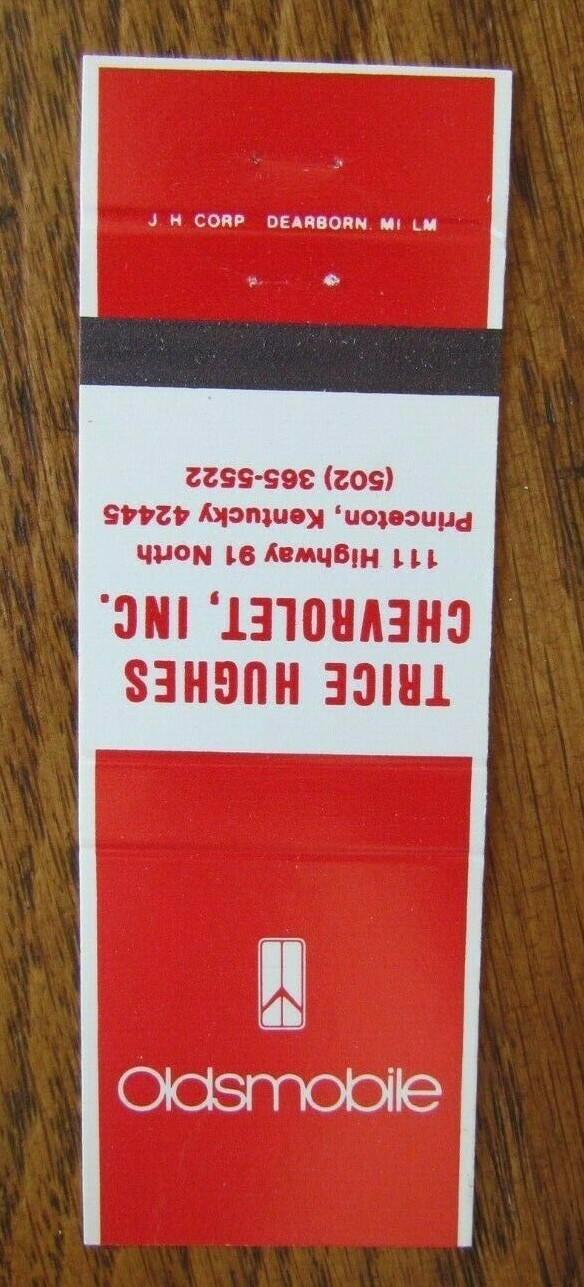 J. H. CORP DEARBORN, MI LM
TRICE HUGHES
CHEVROLET, INC.
111 Highway 91 North
Princeton, Kentucky 42445
(502) 365-5522
Oldsmobile